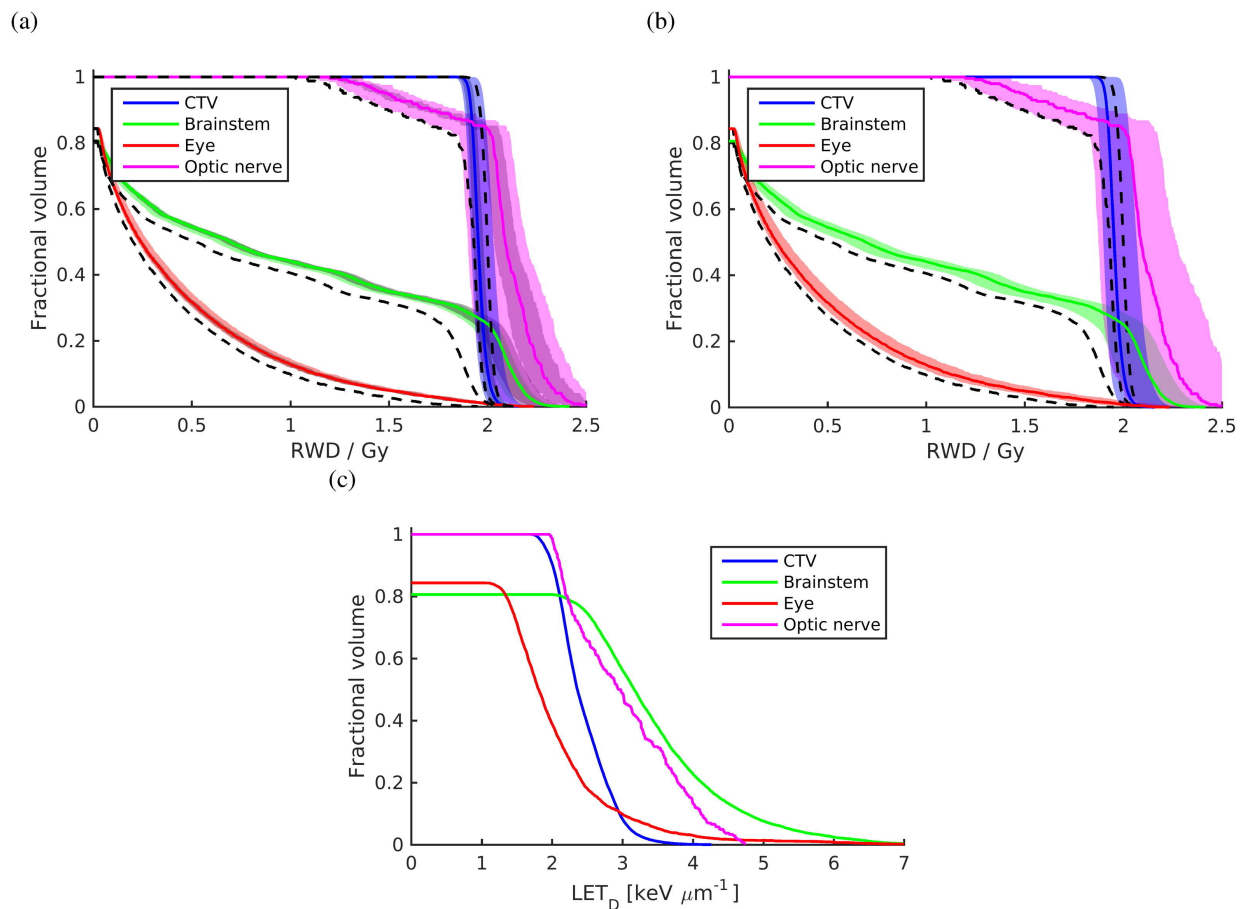 (a)
1
0.8
0.6
0.4
0.2
0
Fractional volume
CTV
Brainstem
Eye
Optic nerve
0 0.5 1 1.5 2 2.5
RWD / Gy
(b)
1
0.8
0.6
0.4
0.2
0
Fractional volume
CTV
Brainstem
Eye
Optic nerve
0 0.5 1 1.5 2 2.5
RWD / Gy
(c)
1
0.8
0.6
0.4
0.2
0
Fractional volume
CTV
Brainstem
Eye
Optic nerve
0 1 2 3 4 5 6 7
LET_D [keV μm⁻¹]